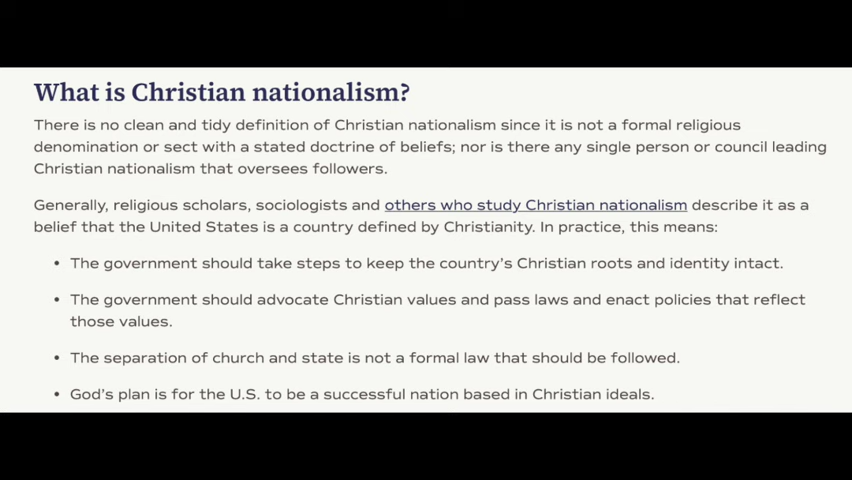 What is Christian nationalism?
There is no clean and tidy definition of Christian nationalism since it is not a formal religious
denomination or sect with a stated doctrine of beliefs; nor is there any single person or council leading
Christian nationalism that oversees followers.
Generally, religious scholars, sociologists and others who study Christian nationalism describe it as a
belief that the United States is a country defined by Christianity. In practice, this means:
• The government should take steps to keep the country's Christian roots and identity intact.
• The government should advocate Christian values and pass laws and enact policies that reflect
those values.
• The separation of church and state is not a formal law that should be followed.
• God's plan is for the U.S. to be a successful nation based in Christian ideals.